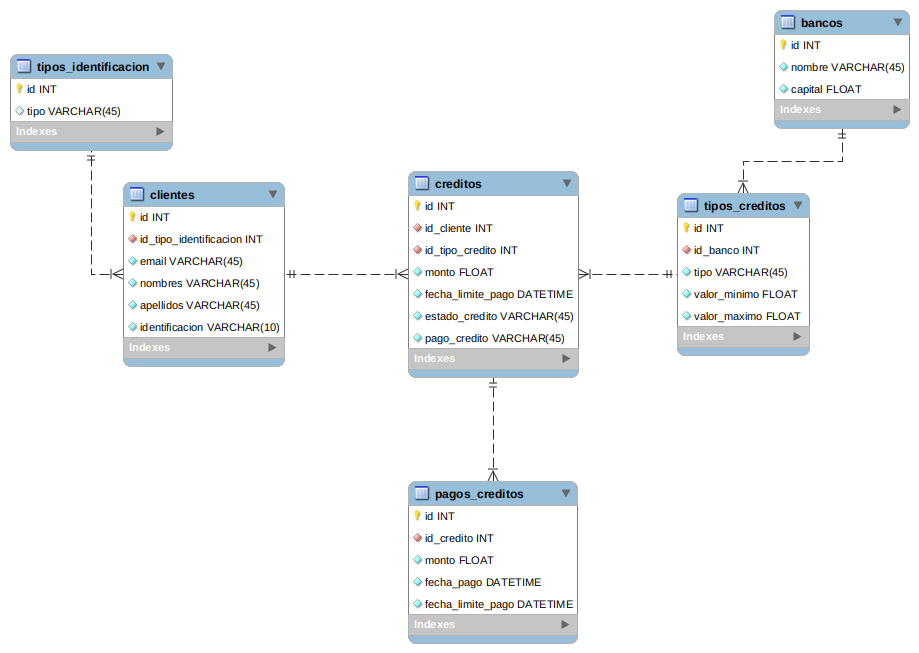 bancos
id INT
nombre VARCHAR(45)
capital FLOAT
Indexes
tipos_identificacion
id INT
tipo VARCHAR(45)
Indexes
clientes
id INT
id_tipo_identificacion INT
email VARCHAR(45)
nombres VARCHAR(45)
apellidos VARCHAR(45)
identificacion VARCHAR(10)
Indexes
creditos
id INT
id_cliente INT
id_tipo_credito INT
monto FLOAT
fecha_limite_pago DATETIME
estado_credito VARCHAR(45)
pago_credito VARCHAR(45)
Indexes
tipos_creditos
id INT
id_banco INT
tipo VARCHAR(45)
valor_minimo FLOAT
valor_maximo FLOAT
Indexes
pagos_creditos
id INT
id_credito INT
monto FLOAT
fecha_pago DATETIME
fecha_limite_pago DATETIME
Indexes